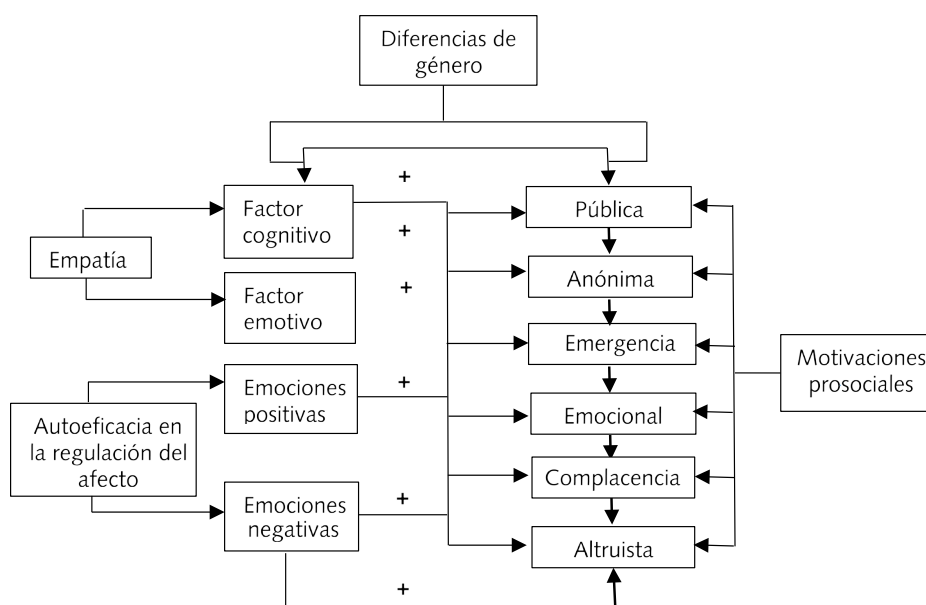 Diferencias de
género
+
Factor
cognitivo
Pública
+
Empatía
Anónima
Factor
emotivo
+
Emergencia
Motivaciones
prosociales
Emociones
positivas
+
Autoeficacia en
la regulación del
afecto
Emocional
Complacencia
Emociones
negativas
+
Altruista
+